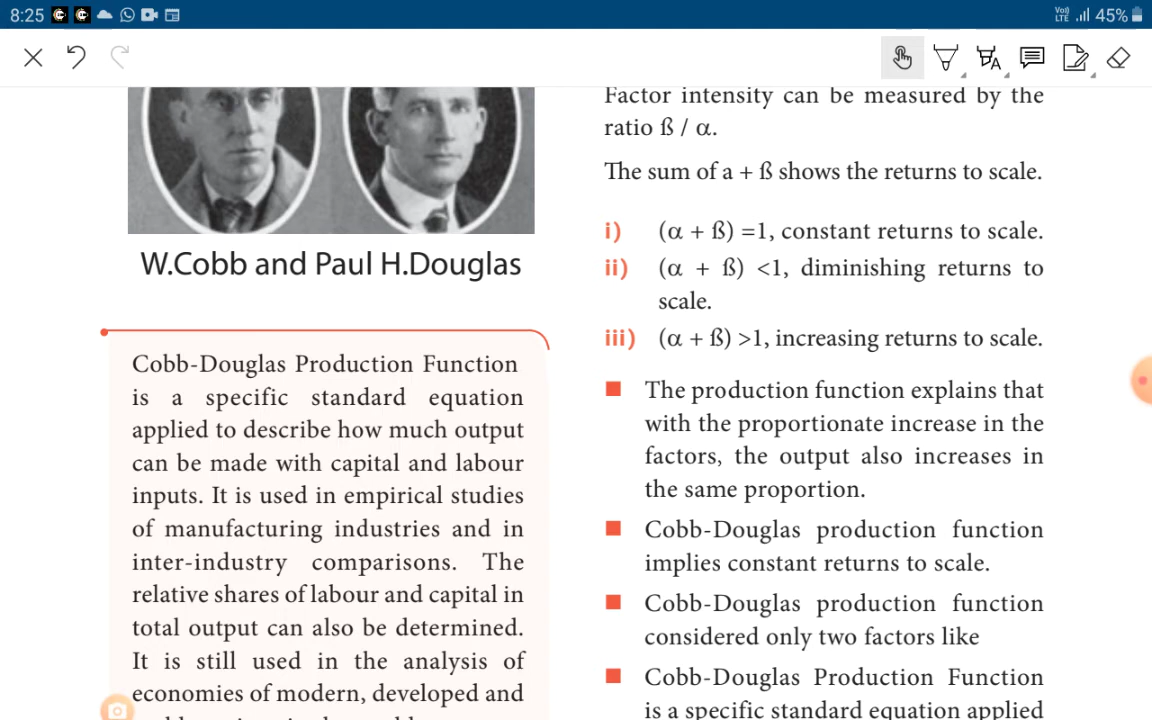 8:25
Vo))
LTE
45%
W.Cobb and Paul H.Douglas
Cobb-Douglas Production Function
is a specific standard equation
applied to describe how much output
can be made with capital and labour
inputs. It is used in empirical studies
of manufacturing industries and in
inter-industry comparisons. The
relative shares of labour and capital in
total output can also be determined.
It is still used in the analysis of
economies of modern, developed and
Factor intensity can be measured by the
ratio ß / α.
The sum of a + ß shows the returns to scale.
i) (α + ß) =1, constant returns to scale.
ii) (α + ß) <1, diminishing returns to
scale.
iii) (α + ß) >1, increasing returns to scale.
■ The production function explains that
with the proportionate increase in the
factors, the output also increases in
the same proportion.
■ Cobb-Douglas production function
implies constant returns to scale.
■ Cobb-Douglas production function
considered only two factors like
■ Cobb-Douglas Production Function
is a specific standard equation applied